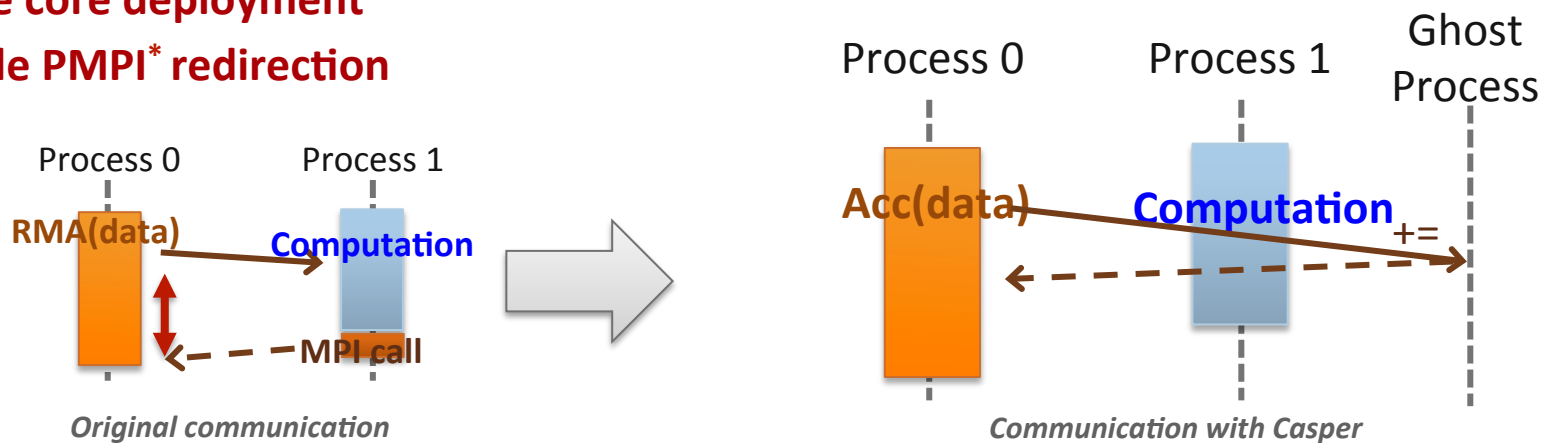 core deployment
PMPI* redirection
Process 0
Process 1
RMA(data)
Computation
MPI call
Original communication
Process 0
Process 1
Ghost
Process
Acc(data)
Computation
+=
Communication with Casper